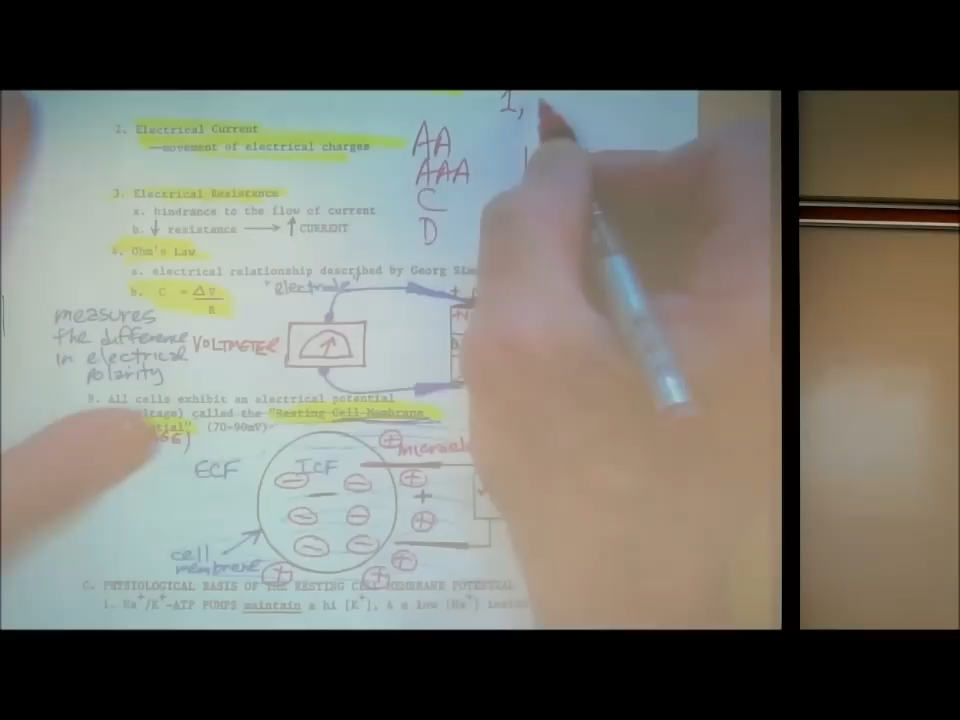 1,
2. Electrical Current
—movement of electrical charges
AA
AAA
C
D
3. Electrical Resistance
a. hindrance to the flow of current
b. ↓ resistance → ↑ CURRENT
4. Ohm's Law
a. electrical relationship described by Georg
"electrode"
b. C = ΔV
R
+
measures
the difference
in electrical
polarity
VOLTMETER
B. All cells exhibit an electrical potential
called the "Resting Cell Membrane
(70-90mV)
ECF
ICF
+
cell
membrane
C. PHYSIOLOGICAL BASIS OF THE RESTING CELL MEMBRANE POTENTIAL
1. Na+/K+-ATP PUMPS maintain a hi [K+], & a low [Na+]